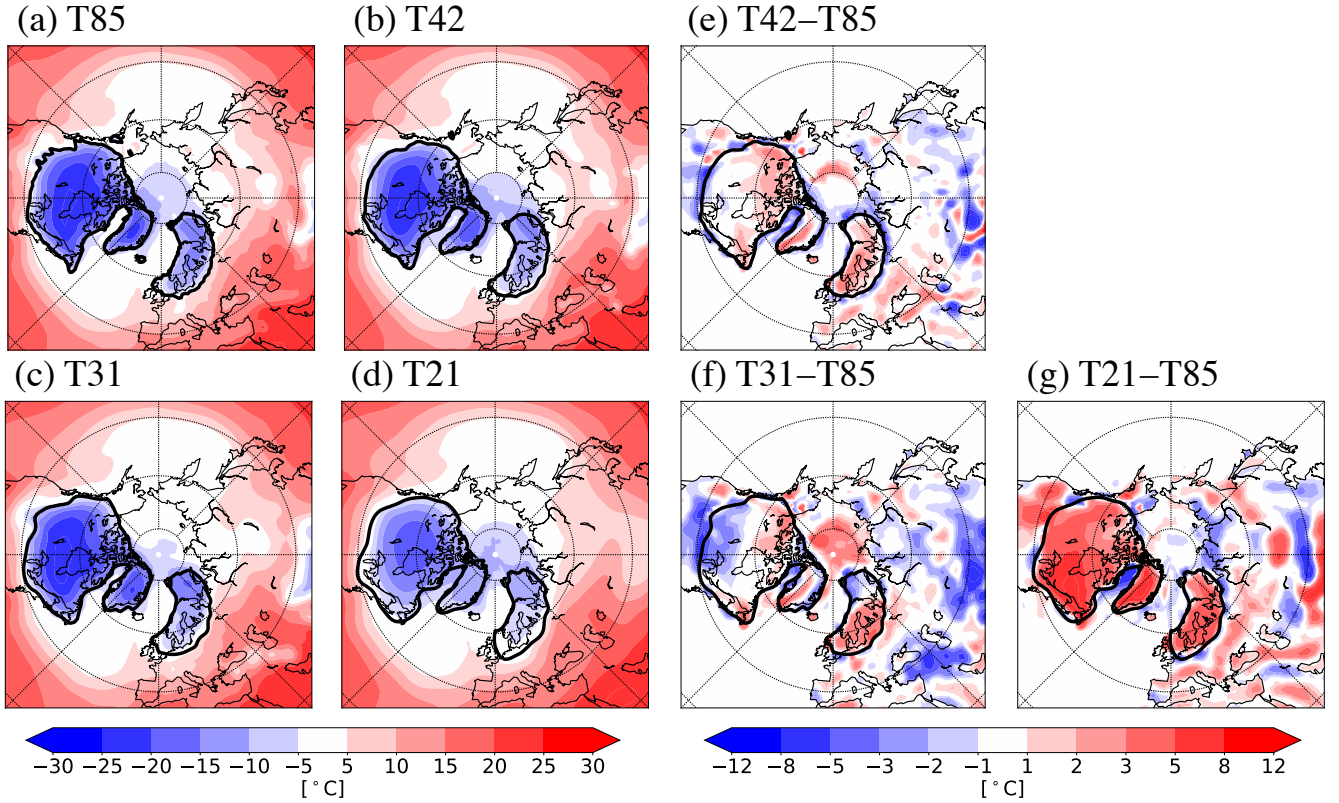 (a) T85
(b) T42
(e) T42–T85
(c) T31
(d) T21
(f) T31–T85
(g) T21–T85
−30 −25 −20 −15 −10 −5 5 10 15 20 25 30
[°C]
−12 −8 −5 −3 −2 −1 1 2 3 5 8 12
[°C]